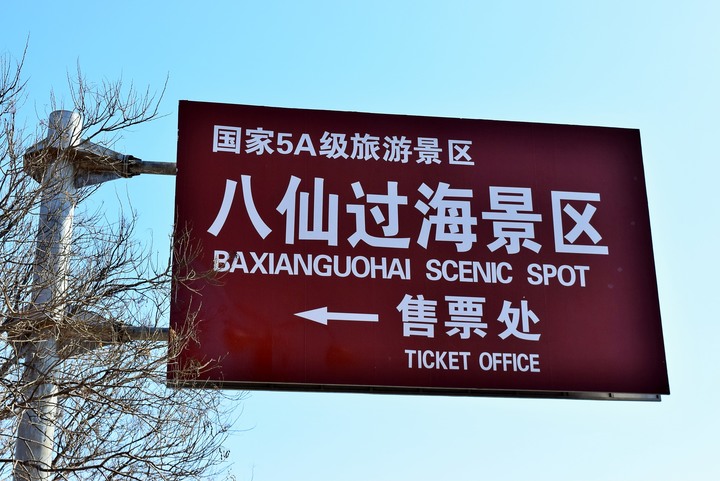 国家5A级旅游景区
八仙过海景区
BAXIANGUOHAI SCENIC SPOT
售票处
TICKET OFFICE